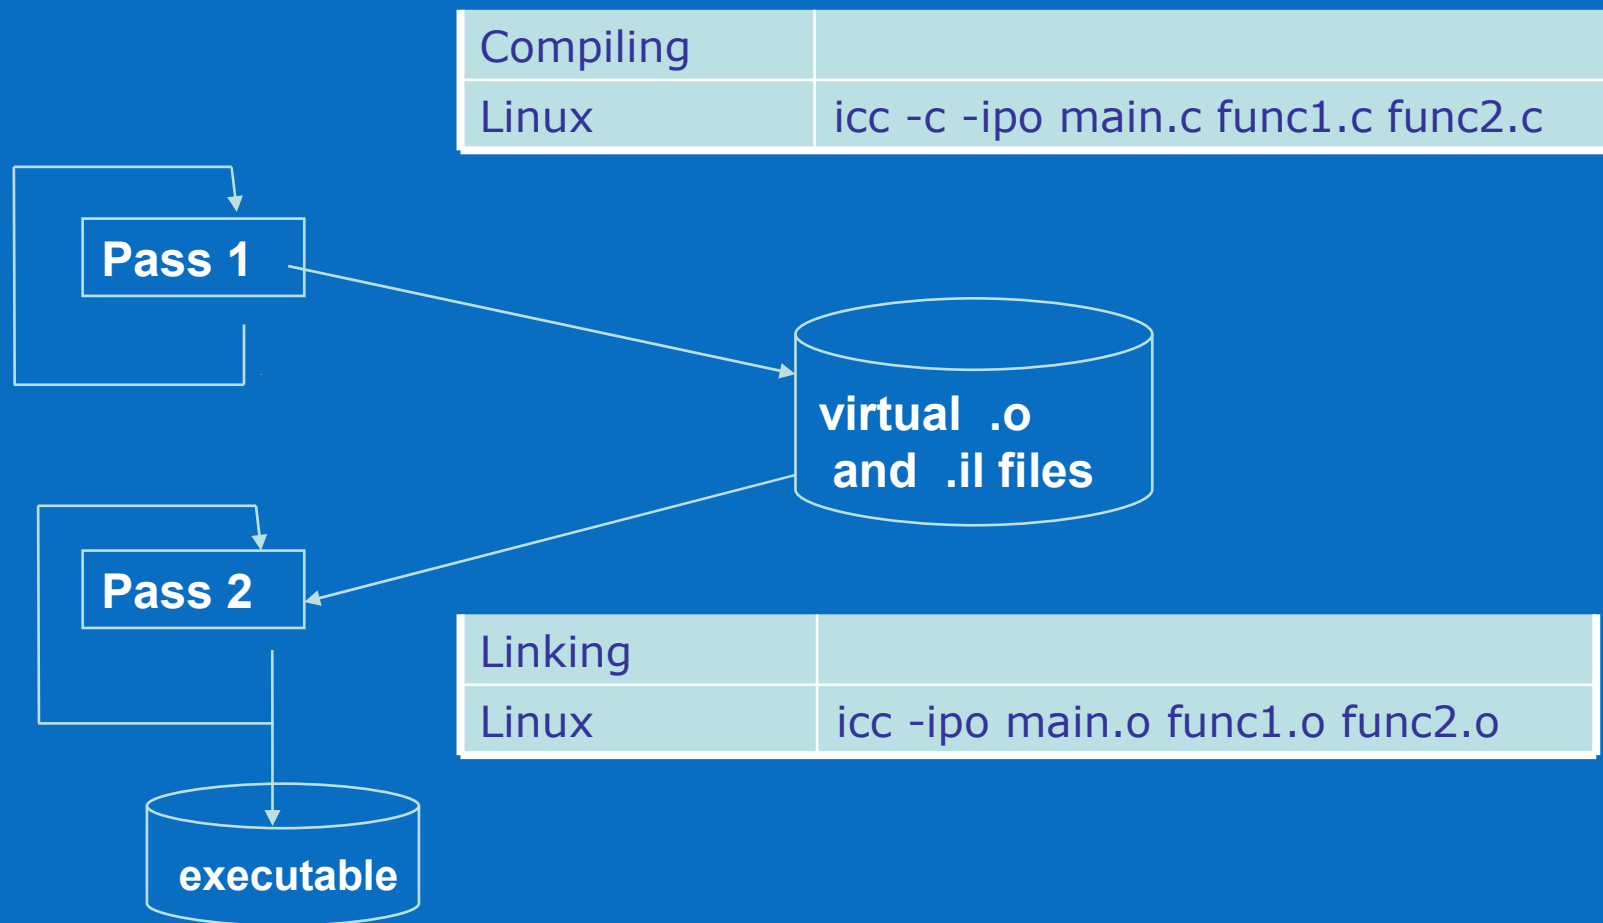 Compiling
Linux icc -c -ipo main.c func1.c func2.c
Pass 1
virtual .o
and .il files
Pass 2
Linking
Linux icc -ipo main.o func1.o func2.o
executable